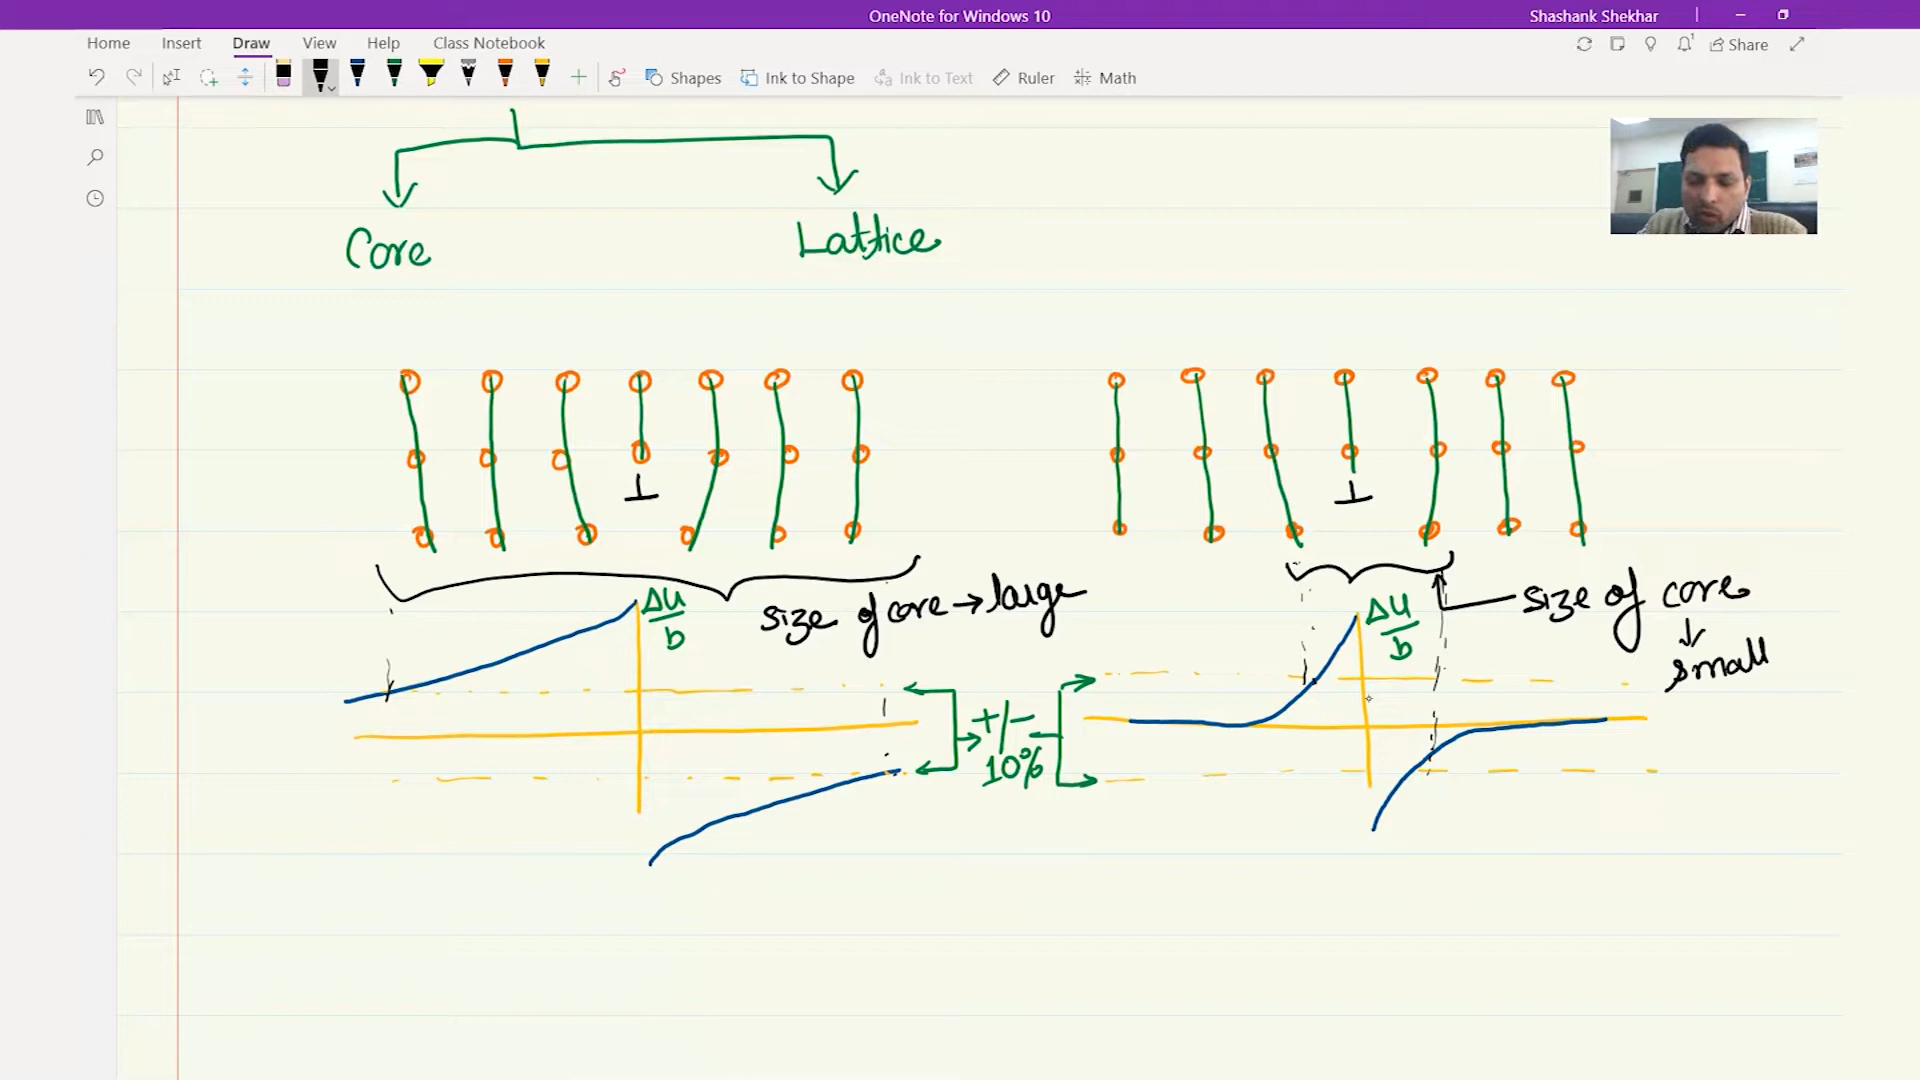 OneNote for Windows 10
Shashank Shekhar
Home Insert Draw View Help Class Notebook
Share
Shapes Ink to Shape Ink to Text Ruler Math
Core
Lattice
size of core → large
size of core
↓
small
Δu/b
Δu/b
+/-
10%